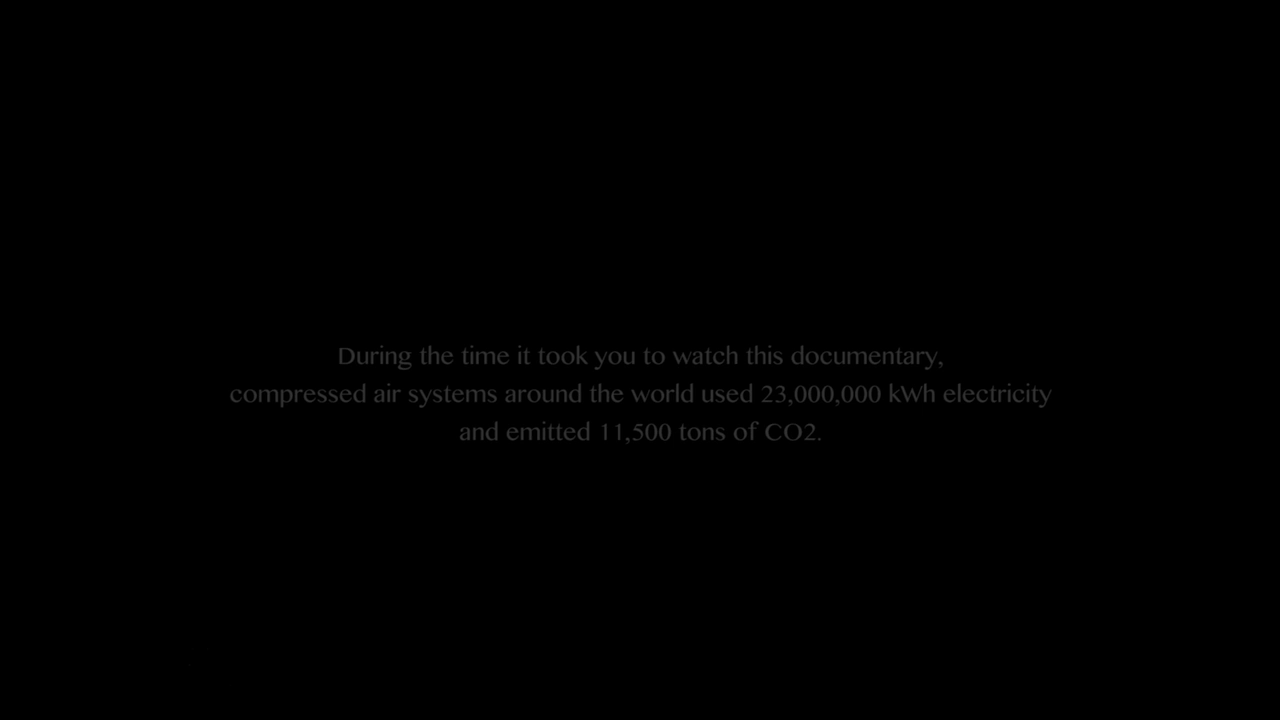 During the time it took you to watch this documentary,
compressed air systems around the world used 23,000,000 kWh electricity
and emitted 11,500 tons of CO2.